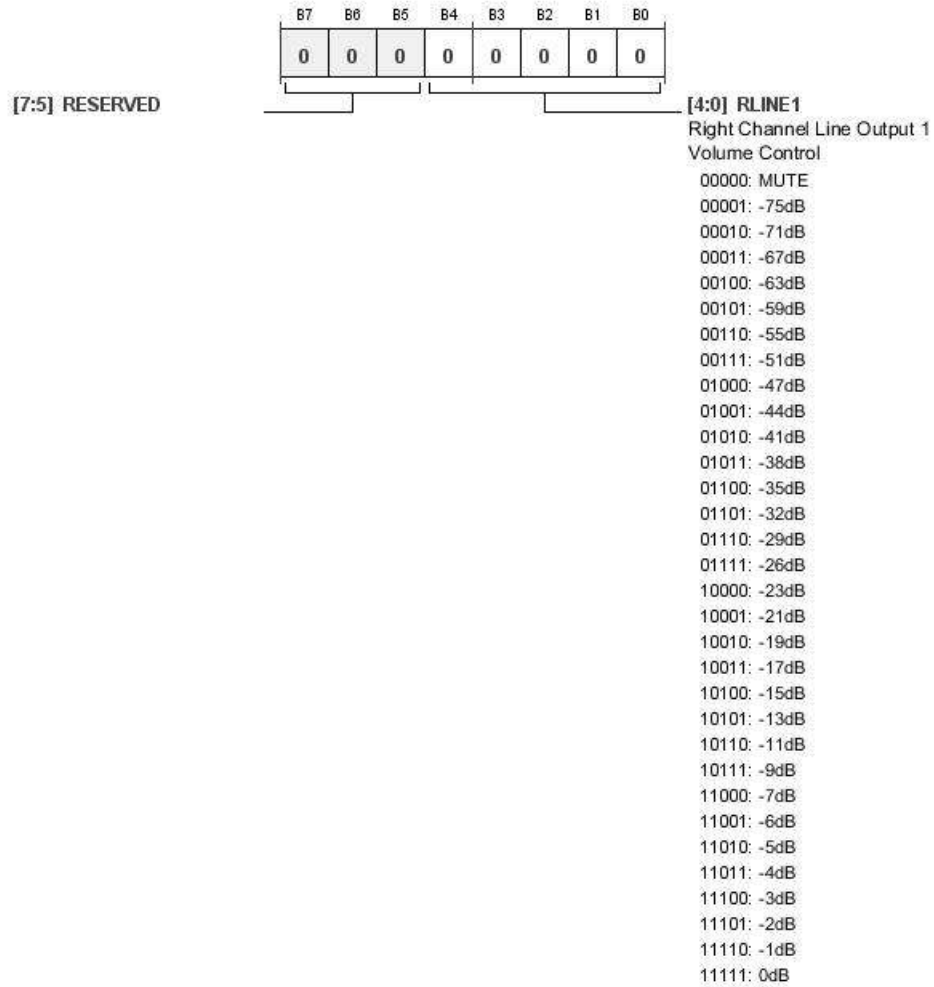 B7 B6 B5 B4 B3 B2 B1 B0
0 0 0 0 0 0 0 0
[7:5] RESERVED
[4:0] RLINE1
Right Channel Line Output 1
Volume Control
00000: MUTE
00001: -75dB
00010: -71dB
00011: -67dB
00100: -63dB
00101: -59dB
00110: -55dB
00111: -51dB
01000: -47dB
01001: -44dB
01010: -41dB
01011: -38dB
01100: -35dB
01101: -32dB
01110: -29dB
01111: -26dB
10000: -23dB
10001: -21dB
10010: -19dB
10011: -17dB
10100: -15dB
10101: -13dB
10110: -11dB
10111: -9dB
11000: -7dB
11001: -6dB
11010: -5dB
11011: -4dB
11100: -3dB
11101: -2dB
11110: -1dB
11111: 0dB